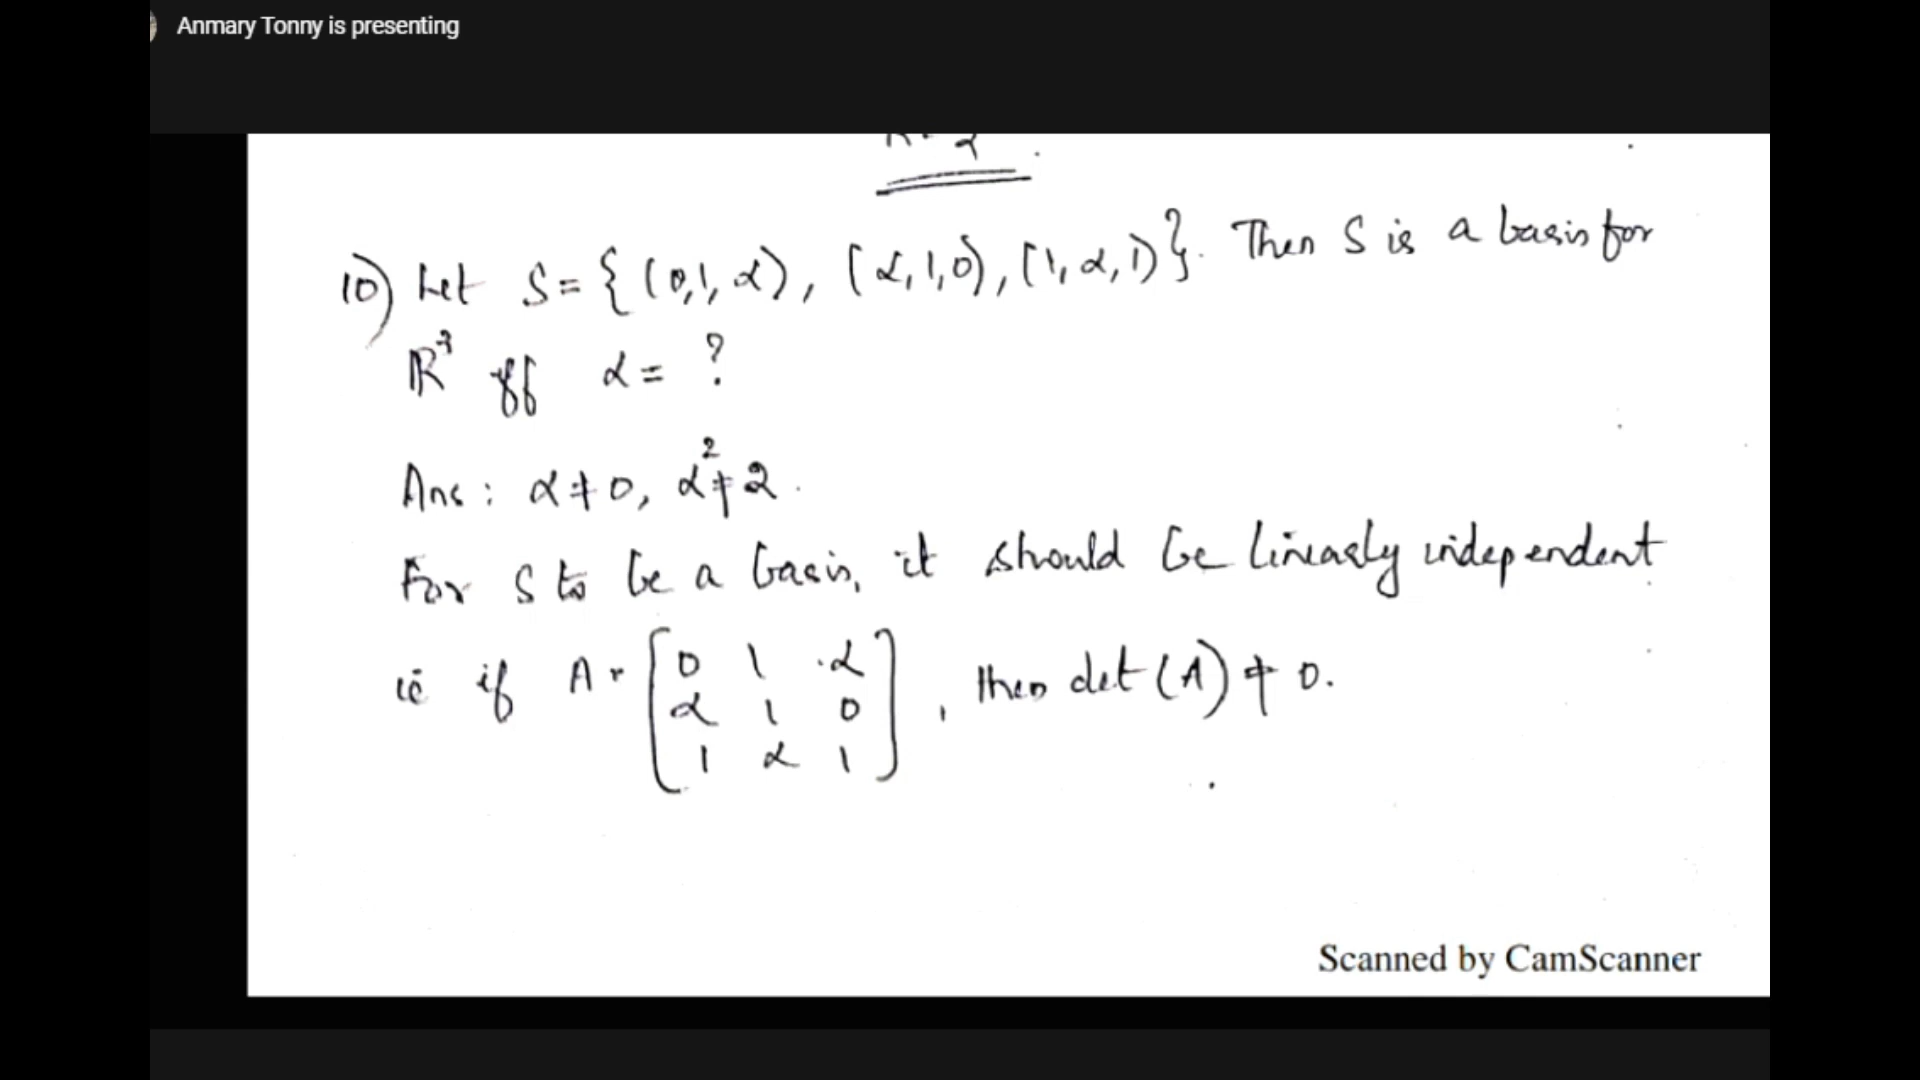 Anmary Tonny is presenting
10) Let S = { (0,1,α), (α,1,0), (1,α,1) }. Then S is a basis for
R³ iff α = ?
Ans : α ≠ 0, α² ≠ 2.
For S to be a basis, it should be linearly independent
ie if A = [0 1 α
α 1 0
1 α 1], then det (A) ≠ 0.
Scanned by CamScanner